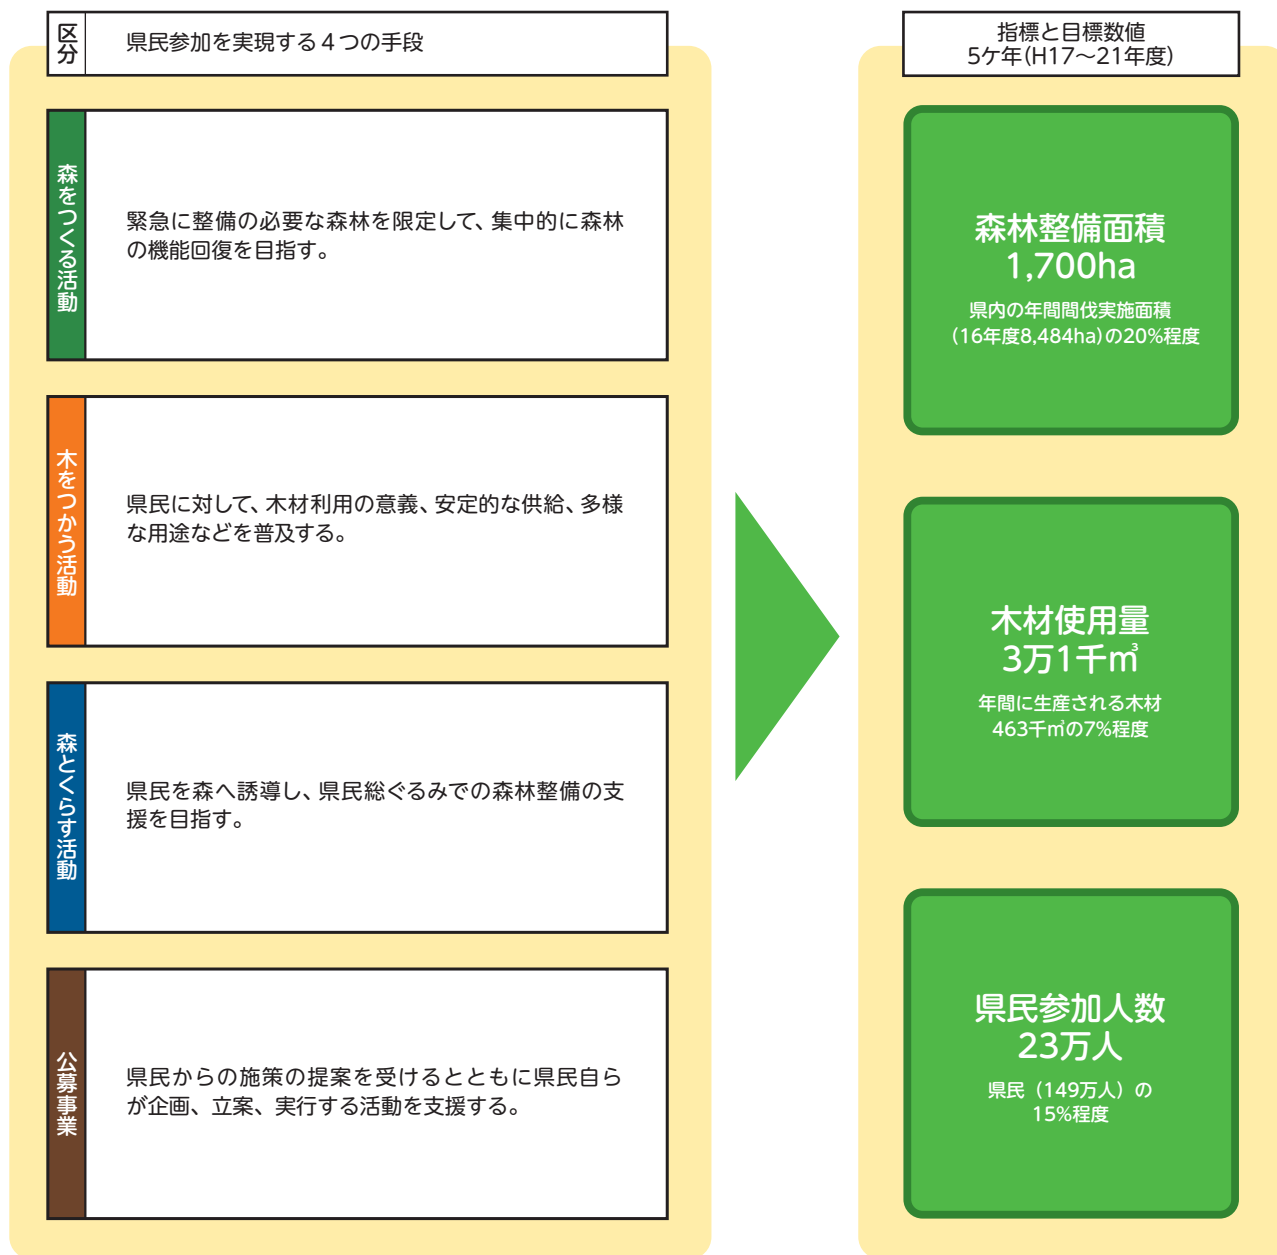 区分
県民参加を実現する4つの手段
森をつくる活動
緊急に整備の必要な森林を限定して、集中的に森林
の機能回復を目指す。
木をつかう活動
県民に対して、木材利用の意義、安定的な供給、多様
な用途などを普及する。
森とくらす活動
県民を森へ誘導し、県民総ぐるみでの森林整備の支
援を目指す。
公募事業
県民からの施策の提案を受けるとともに県民自ら
が企画、立案、実行する活動を支援する。
指標と目標数値
5ケ年(H17〜21年度)
森林整備面積
1,700ha
県内の年間間伐実施面積
(16年度8,484ha)の20%程度
木材使用量
3万1千㎥
年間に生産される木材
463千㎥の7%程度
県民参加人数
23万人
県民（149万人）の
15%程度